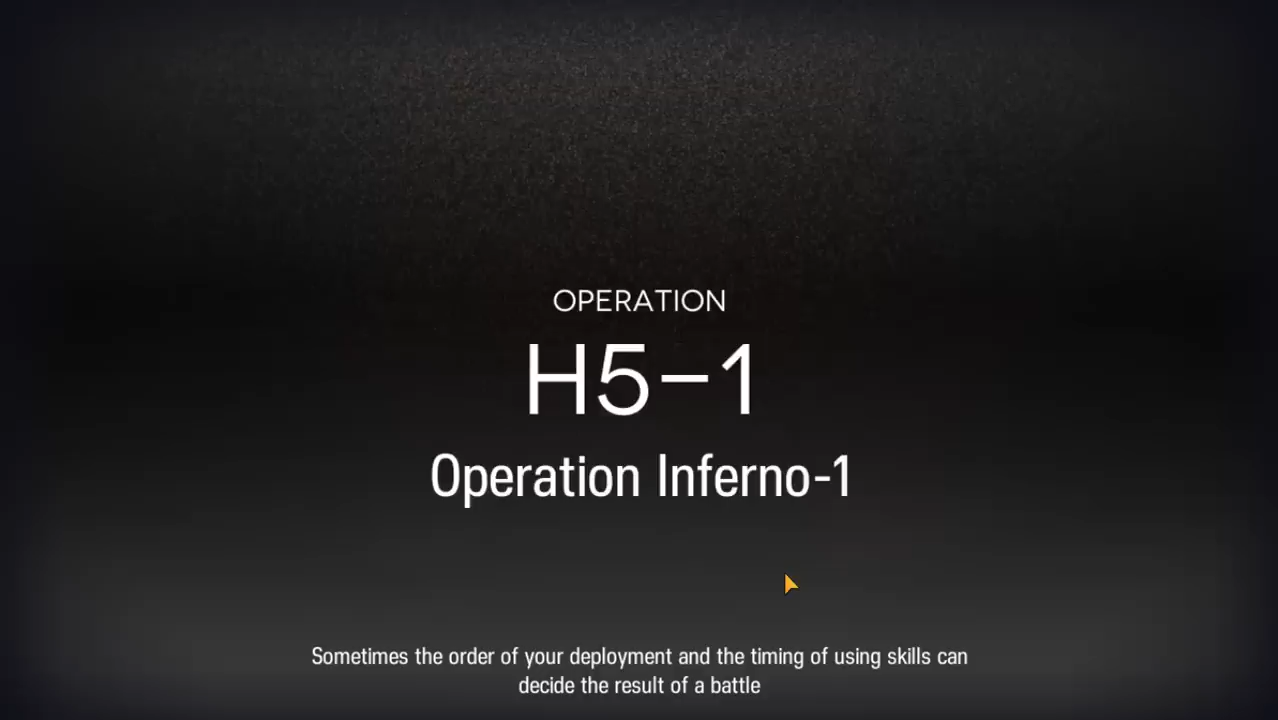 OPERATION
H5-1
Operation Inferno-1
Sometimes the order of your deployment and the timing of using skills can
decide the result of a battle